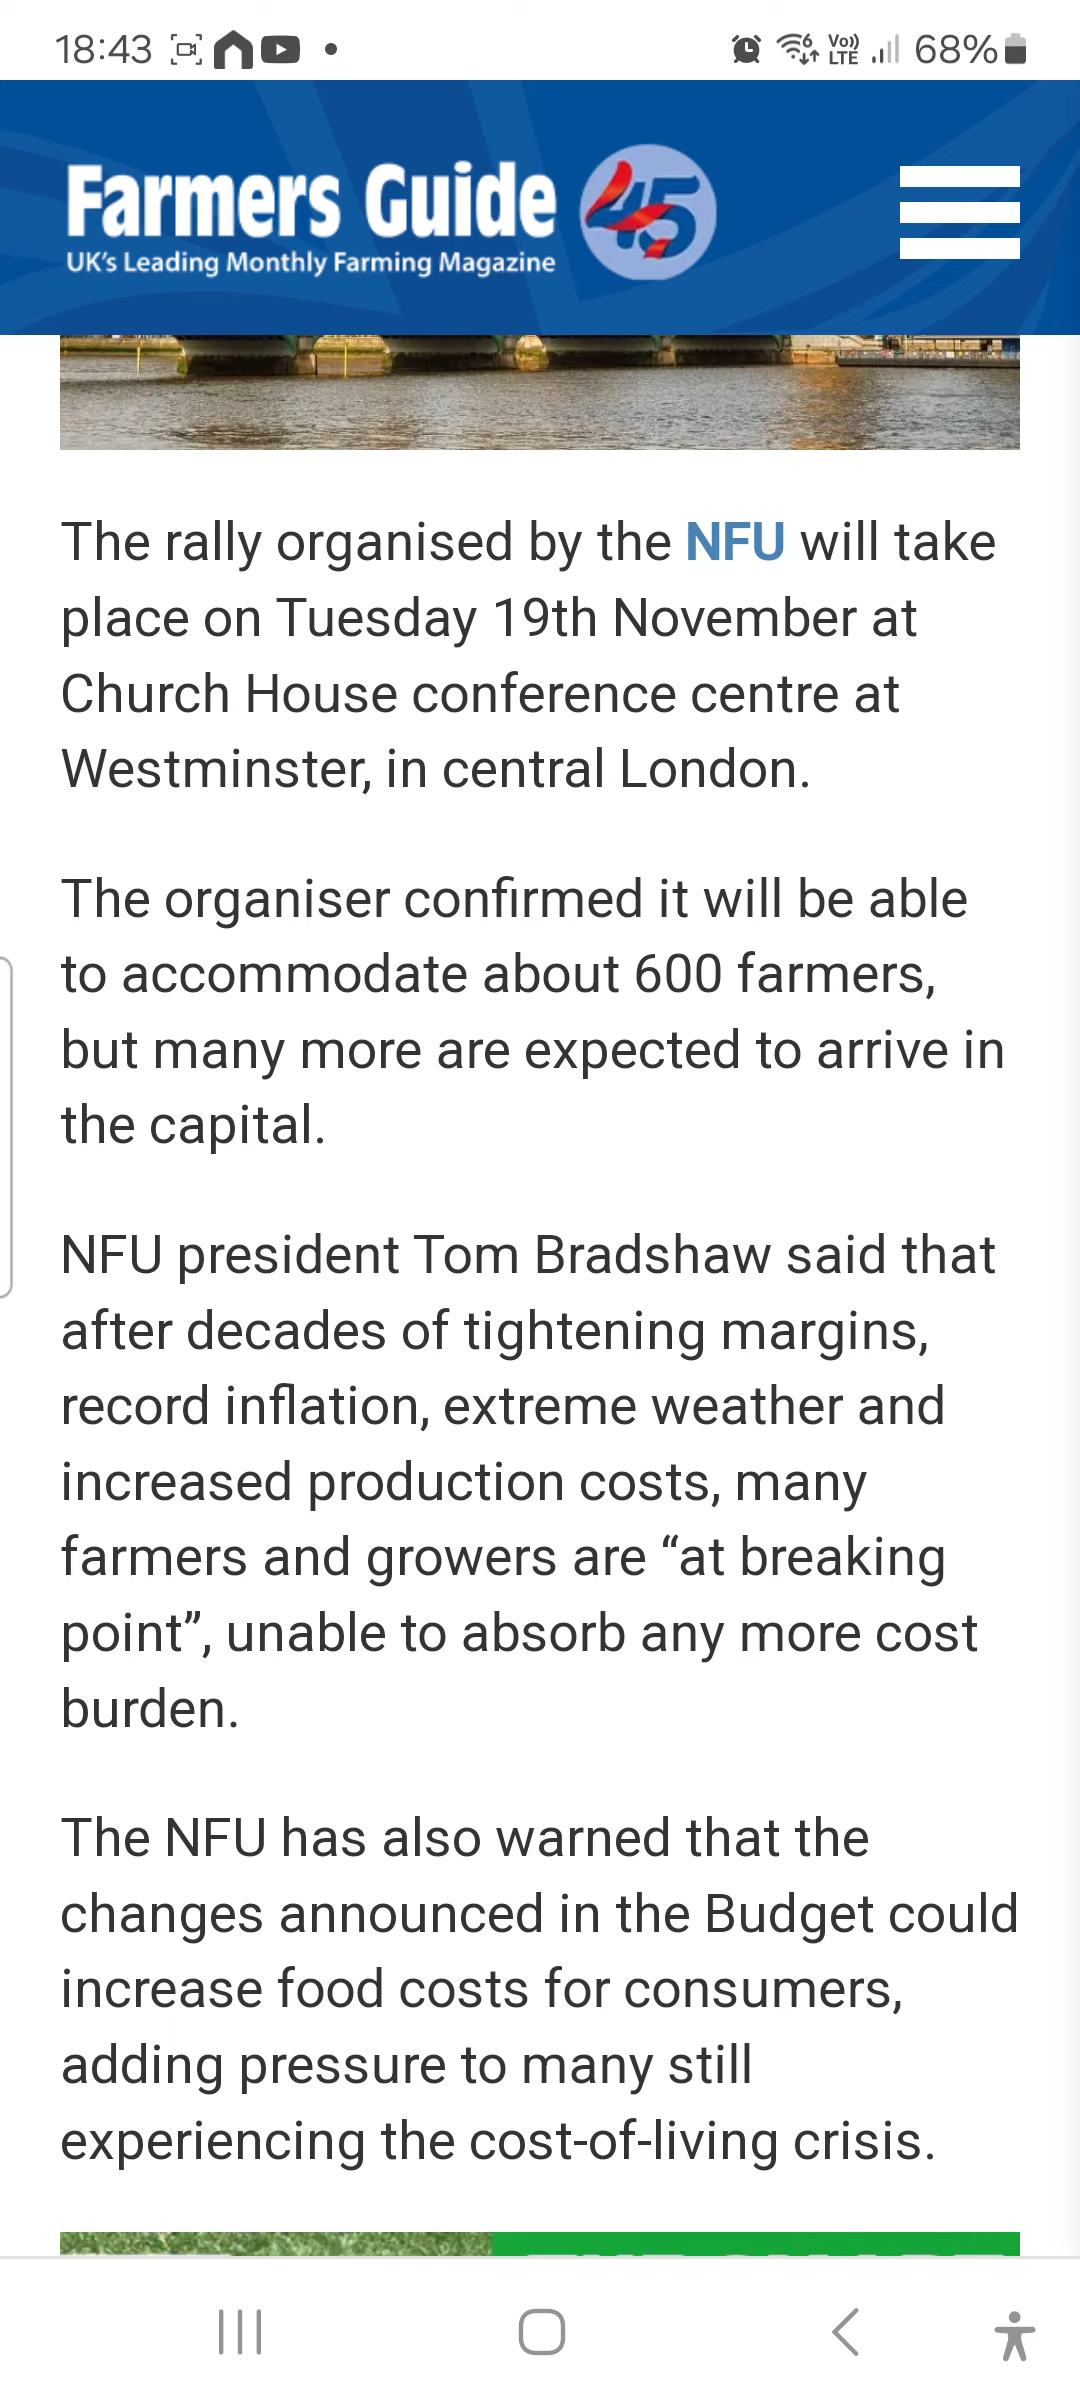 18:43
6 Vo)) LTE 68%
Farmers Guide 45
UK's Leading Monthly Farming Magazine
The rally organised by the NFU will take
place on Tuesday 19th November at
Church House conference centre at
Westminster, in central London.
The organiser confirmed it will be able
to accommodate about 600 farmers,
but many more are expected to arrive in
the capital.
NFU president Tom Bradshaw said that
after decades of tightening margins,
record inflation, extreme weather and
increased production costs, many
farmers and growers are “at breaking
point”, unable to absorb any more cost
burden.
The NFU has also warned that the
changes announced in the Budget could
increase food costs for consumers,
adding pressure to many still
experiencing the cost-of-living crisis.